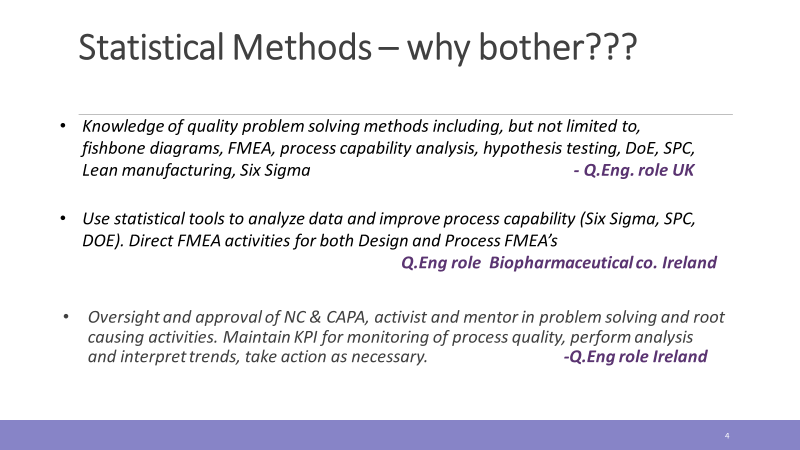 Statistical Methods – why bother???
• Knowledge of quality problem solving methods including, but not limited to,
fishbone diagrams, FMEA, process capability analysis, hypothesis testing, DoE, SPC,
Lean manufacturing, Six Sigma - Q.Eng. role UK
• Use statistical tools to analyze data and improve process capability (Six Sigma, SPC,
DOE). Direct FMEA activities for both Design and Process FMEA’s
Q.Eng role Biopharmaceutical co. Ireland
• Oversight and approval of NC & CAPA, activist and mentor in problem solving and root
causing activities. Maintain KPI for monitoring of process quality, perform analysis
and interpret trends, take action as necessary. -Q.Eng role Ireland
4